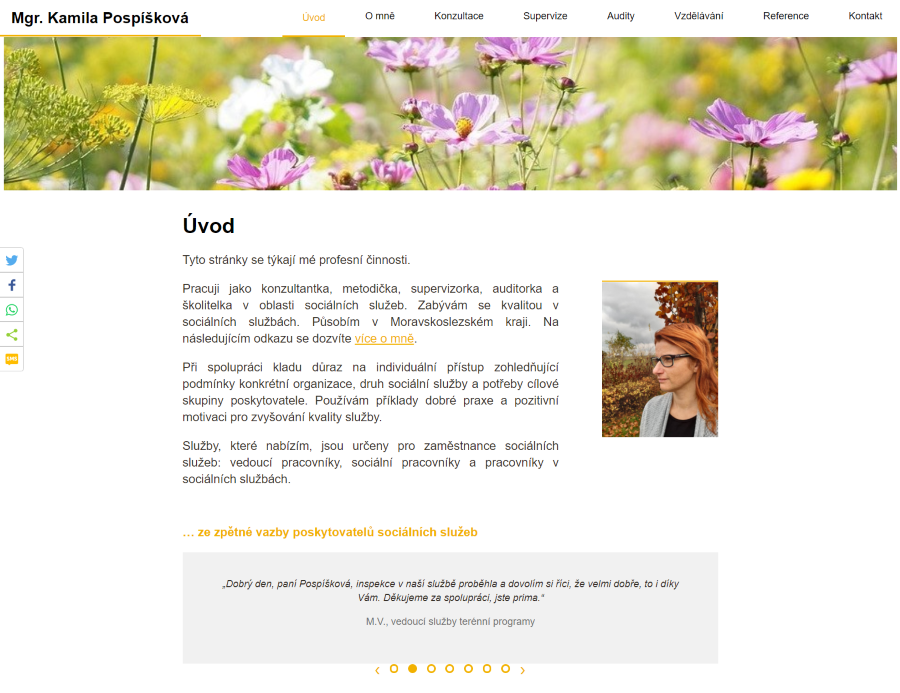 Mgr. Kamila Pospíšková
Úvod
O mně
Konzultace
Supervize
Audity
Vzdělávání
Reference
Kontakt
Úvod
Tyto stránky se týkají mé profesní činnosti.
Pracuji jako konzultantka, metodička, supervizorka, auditorka a
školitelka v oblasti sociálních služeb. Zabývám se kvalitou v
sociálních službách. Působím v Moravskoslezském kraji. Na
následujícím odkazu se dozvíte více o mně.
Při spolupráci kladu důraz na individuální přístup zohledňující
podmínky konkrétní organizace, druh sociální služby a potřeby cílové
skupiny poskytovatele. Používám příklady dobré praxe a pozitivní
motivaci pro zvyšování kvality služby.
Služby, které nabízím, jsou určeny pro zaměstnance sociálních
služeb: vedoucí pracovníky, sociální pracovníky a pracovníky v
sociálních službách.
… ze zpětné vazby poskytovatelů sociálních služeb
„Dobrý den, paní Pospíšková, inspekce v naší službě proběhla a dovolím si říci, že velmi dobře, to i díky
Vám. Děkujeme za spolupráci, jste prima."
M.V., vedoucí služby terénní programy
SMS